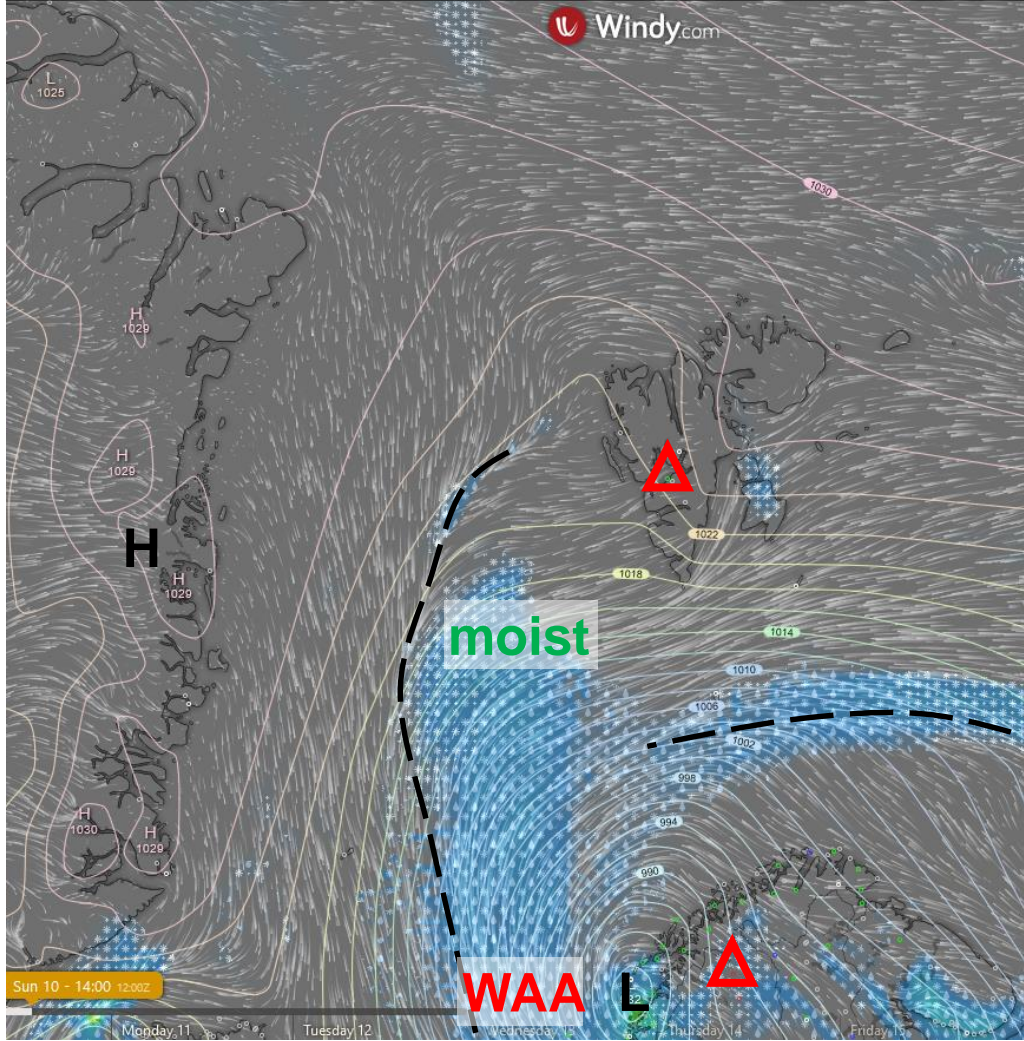 Windy.com
L
1025
1030
H
1029
H
1029
H
H
1029
1022
1018
moist
1014
1010
1006
1002
998
994
990
H
1030
H
1029
Sun 10 - 14:00 12:00Z
WAA
L
Monday 11
Tuesday 12
Wednesday 13
Thursday 14
Friday 15